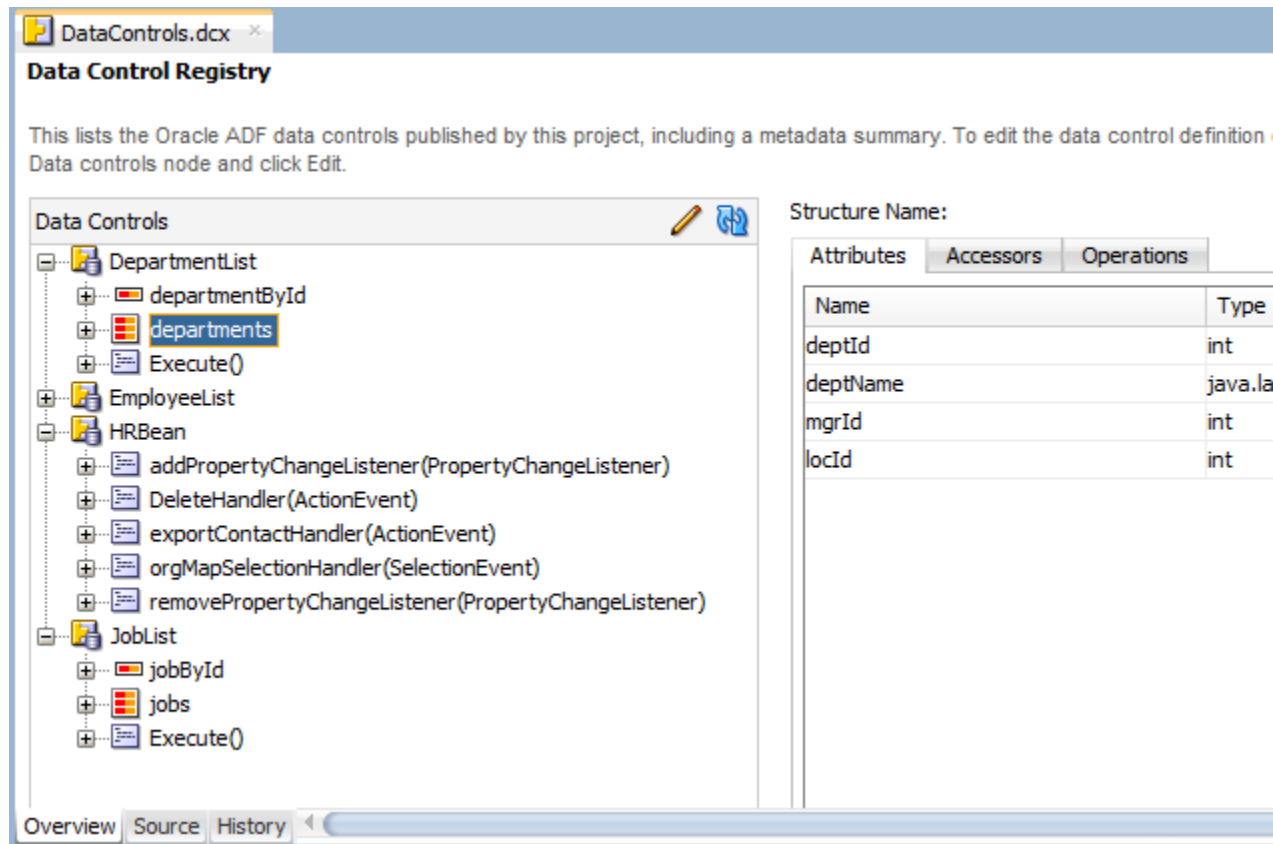 DataControls.dcx
Data Control Registry
This lists the Oracle ADF data controls published by this project, including a metadata summary. To edit the data control definition
Data controls node and click Edit.
Data Controls
DepartmentList
departmentById
departments
Execute()
EmployeeList
HRBean
addPropertyChangeListener(PropertyChangeListener)
DeleteHandler(ActionEvent)
exportContactHandler(ActionEvent)
orgMapSelectionHandler(SelectionEvent)
removePropertyChangeListener(PropertyChangeListener)
JobList
jobById
jobs
Execute()
Structure Name:
Attributes Accessors Operations
Name Type
deptId int
deptName java.la
mgrId int
locId int
Overview Source History